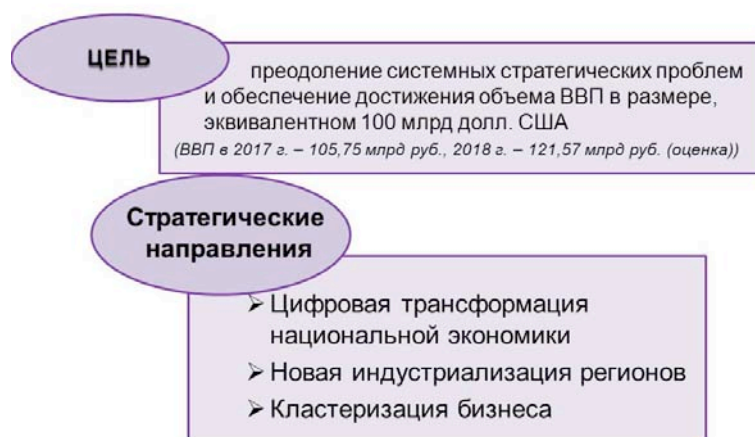 ЦЕЛЬ
преодоление системных стратегических проблем
и обеспечение достижения объема ВВП в размере,
эквивалентном 100 млрд долл. США
(ВВП в 2017 г. – 105,75 млрд руб., 2018 г. – 121,57 млрд руб. (оценка))
Стратегические
направления
➢ Цифровая трансформация
национальной экономики
➢ Новая индустриализация регионов
➢ Кластеризация бизнеса